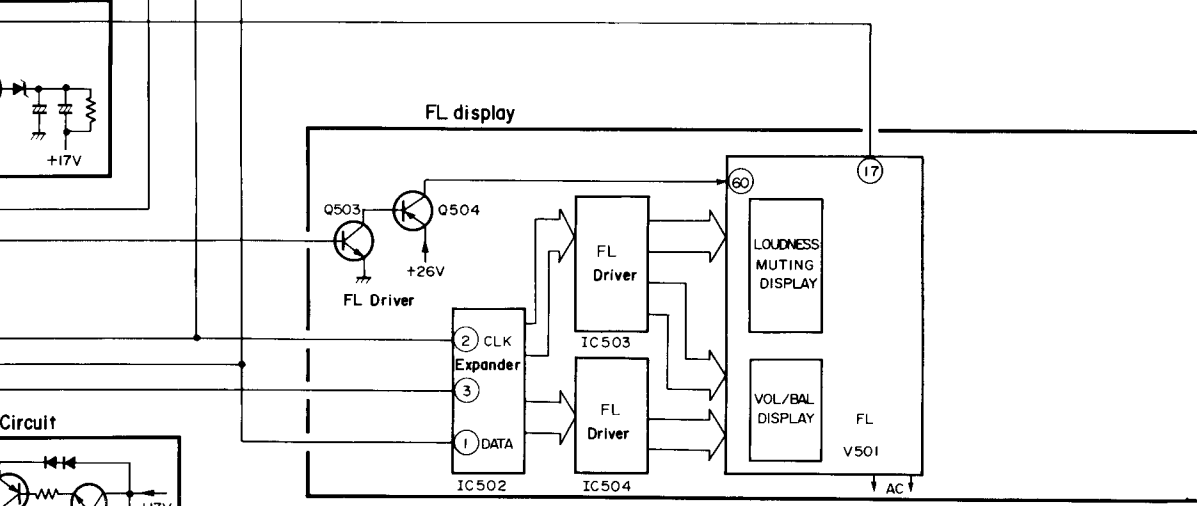 FL display
+17V
17
60
Q503
Q504
+26V
FL Driver
FL
Driver
IC503
LOUDNESS
MUTING
DISPLAY
2 CLK
Expander
3
1 DATA
IC502
FL
Driver
IC504
VOL/BAL
DISPLAY
FL
V501
AC
Circuit